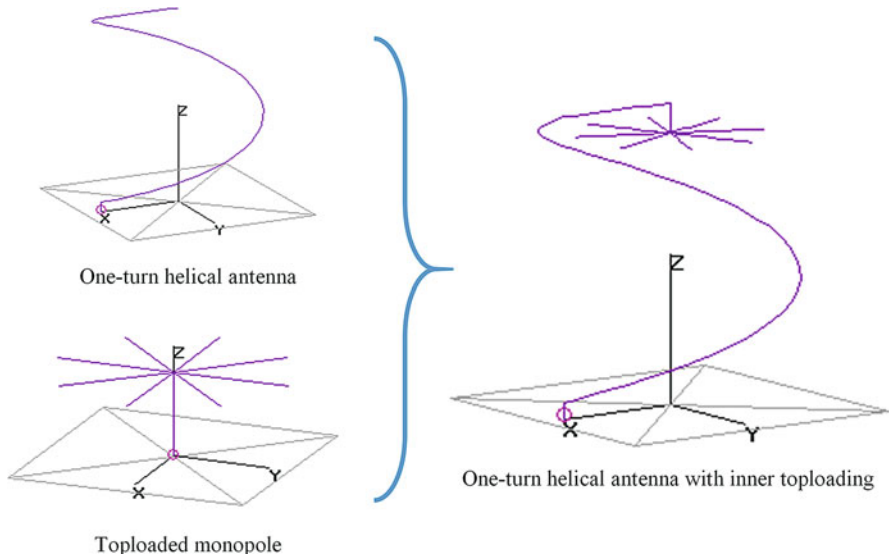 Z
X
Y
One-turn helical antenna
Z
X
Y
Toploaded monopole
Z
X
Y
One-turn helical antenna with inner toploading